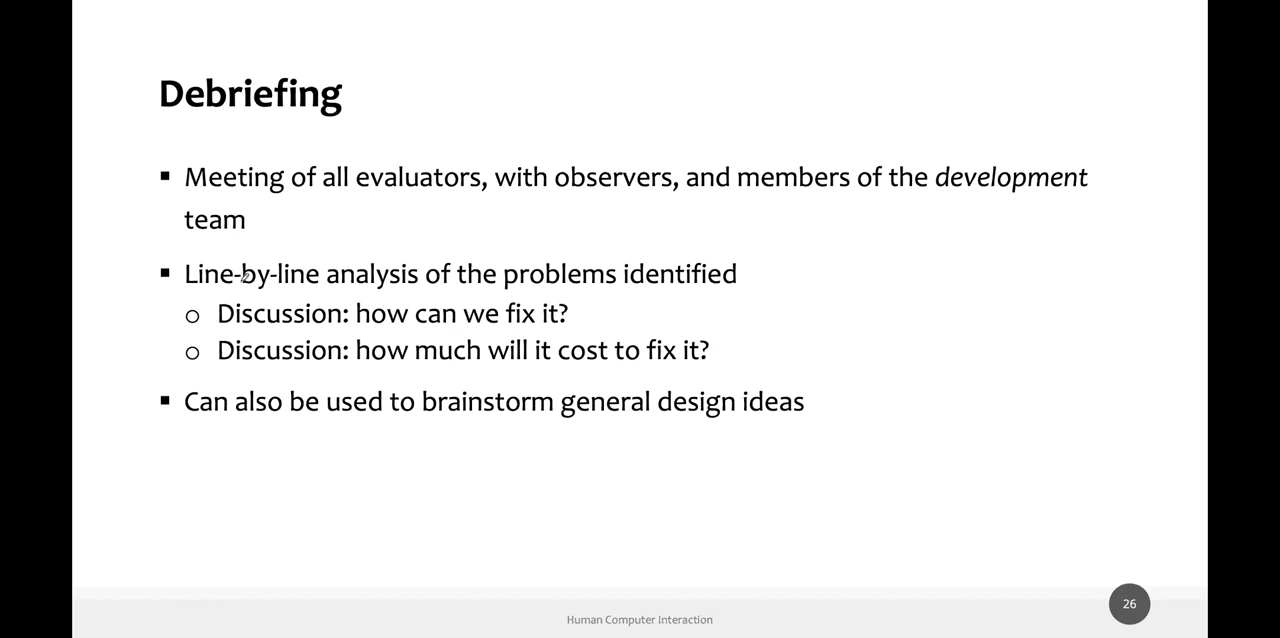 Debriefing
▪ Meeting of all evaluators, with observers, and members of the development
team
▪ Line-by-line analysis of the problems identified
o Discussion: how can we fix it?
o Discussion: how much will it cost to fix it?
▪ Can also be used to brainstorm general design ideas
26
Human Computer Interaction